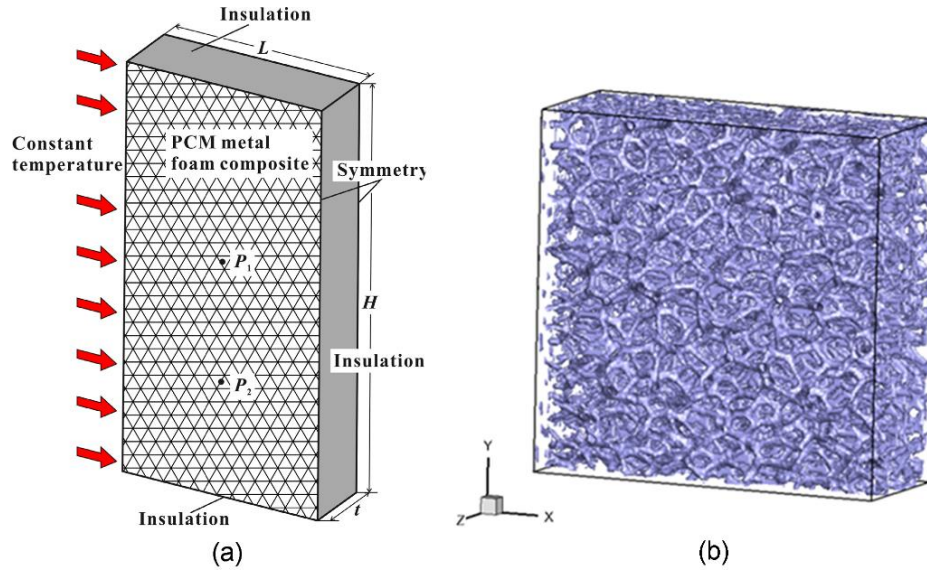 Insulation
L
Constant
temperature
PCM metal
foam composite
Symmetry
P1
H
Insulation
P2
Insulation
t
(a)
Y
Z
X
(b)